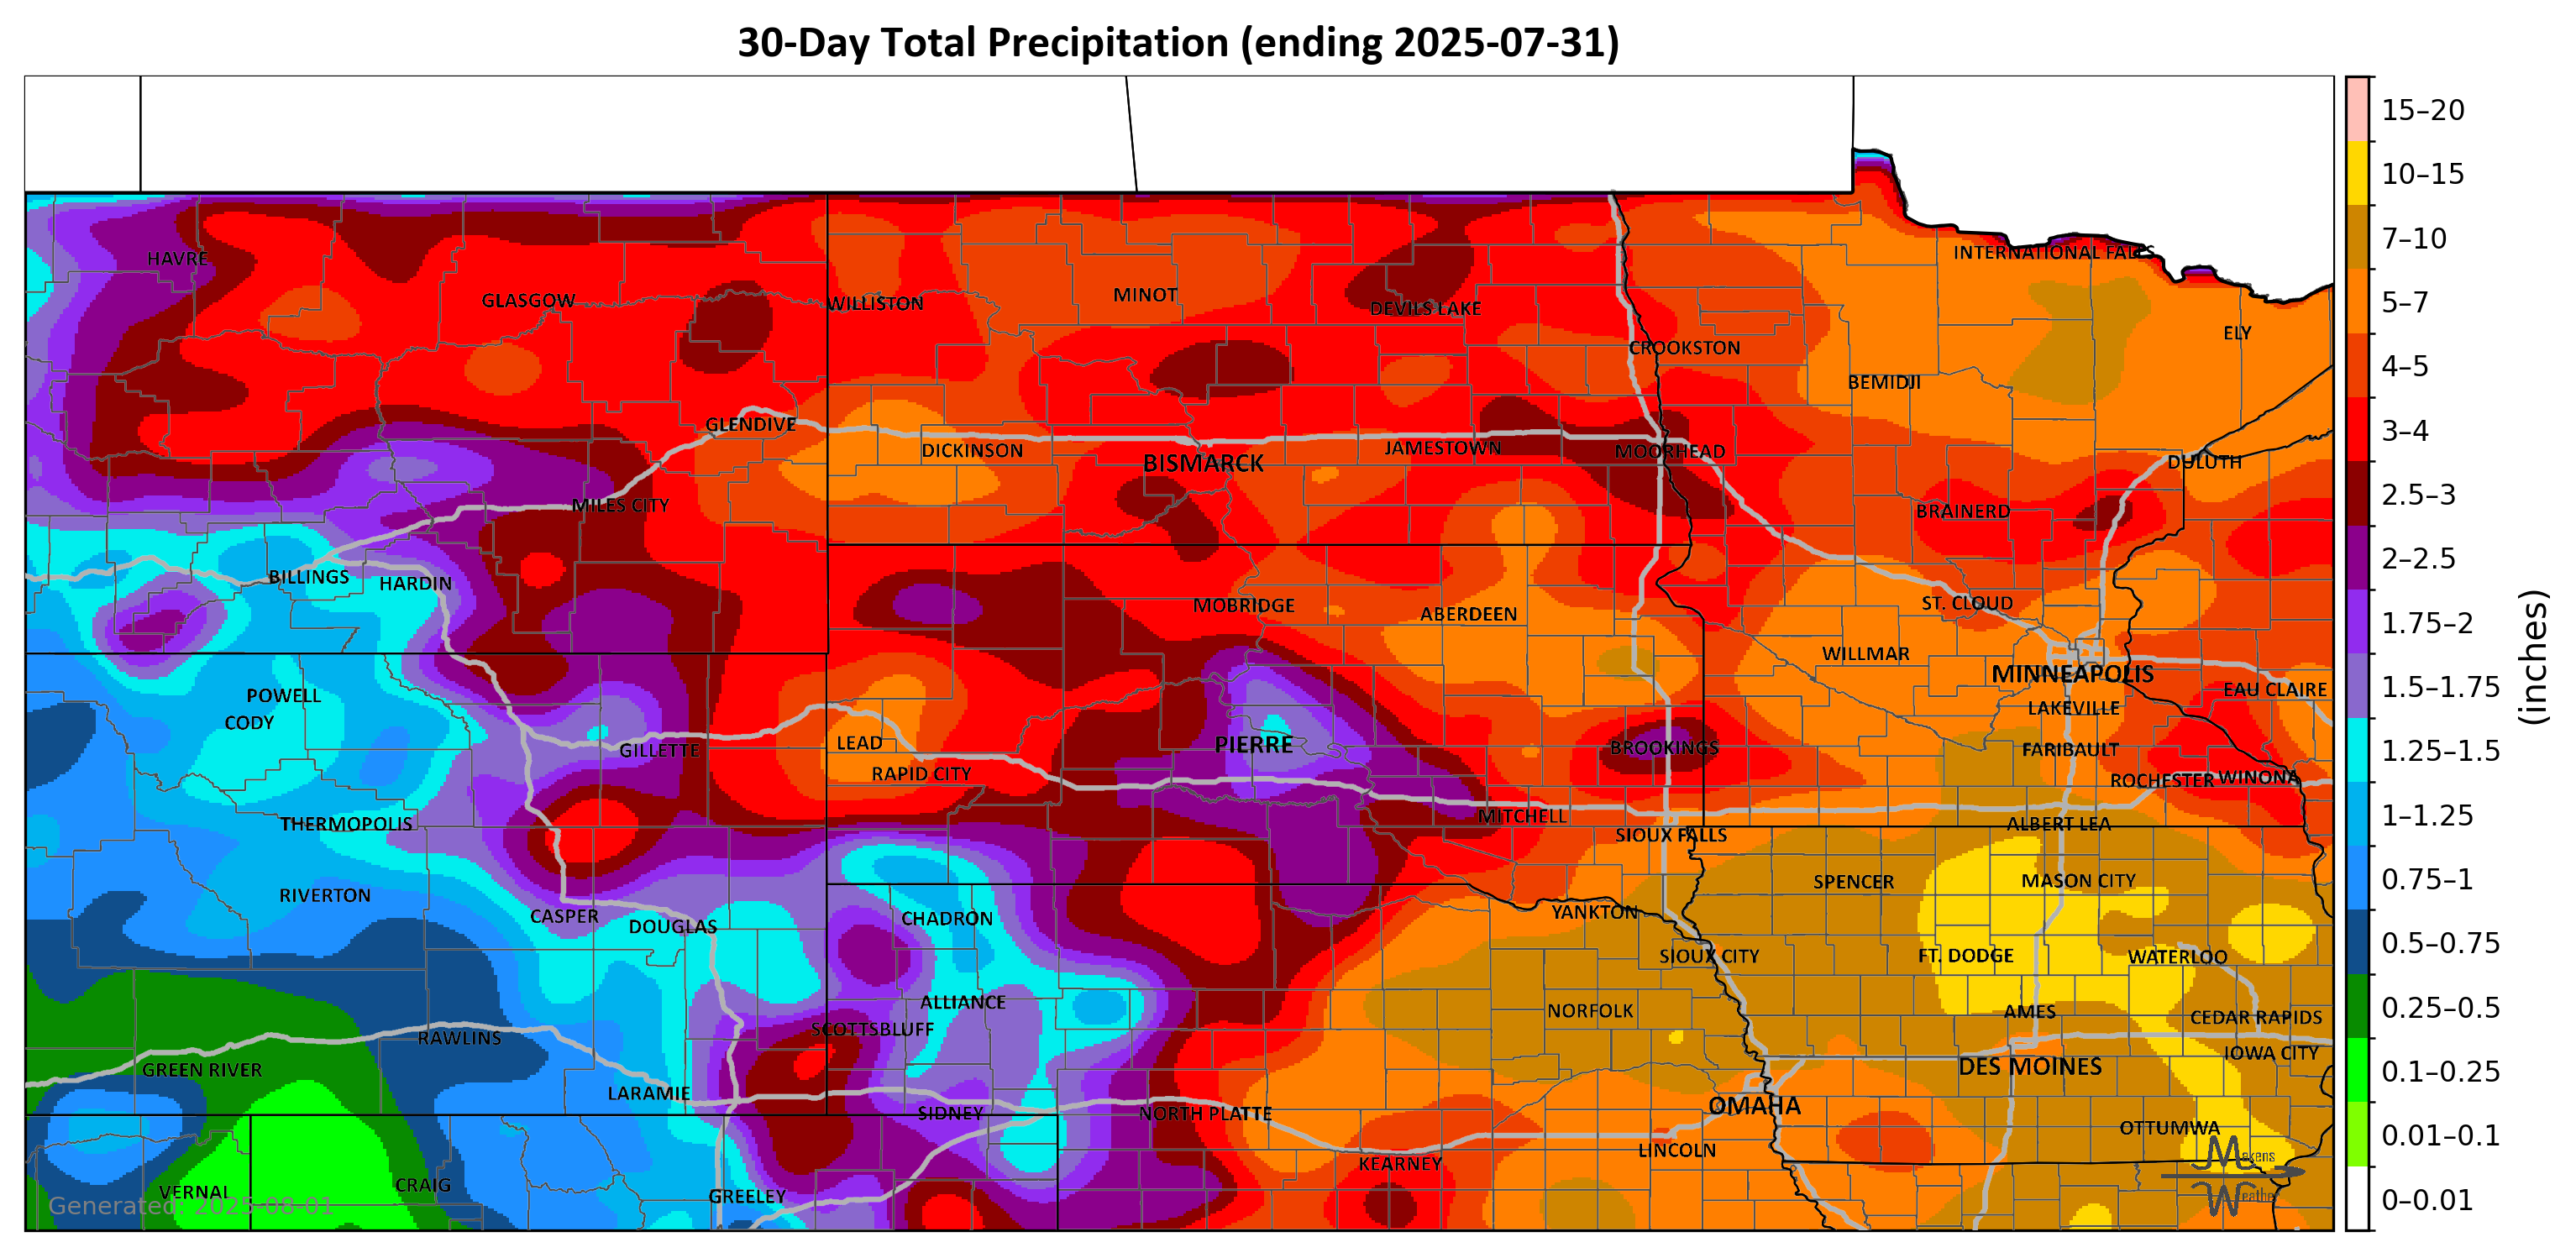 30-Day Total Precipitation (ending 2025-07-31)
15–20
10–15
7–10
5–7
4–5
3–4
2.5–3
2–2.5
1.75–2
1.5–1.75
1.25–1.5
1–1.25
0.75–1
0.5–0.75
0.25–0.5
0.1–0.25
0.01–0.1
0–0.01
(inches)
INTERNATIONAL FALLS
HAVRE
GLASGOW
WILLISTON
MINOT
DEVILS LAKE
ELY
CROOKSTON
BEMIDJI
GLENDIVE
DICKINSON
BISMARCK
JAMESTOWN
MOORHEAD
DULUTH
MILES CITY
BRAINERD
BILLINGS
HARDIN
MOBRIDGE
ABERDEEN
ST. CLOUD
WILLMAR
MINNEAPOLIS
POWELL
EAU CLAIRE
CODY
LAKEVILLE
GILLETTE
LEAD
PIERRE
BROOKINGS
FARIBAULT
RAPID CITY
ROCHESTER
WINONA
THERMOPOLIS
MITCHELL
SIOUX FALLS
ALBERT LEA
RIVERTON
SPENCER
MASON CITY
CASPER
DOUGLAS
CHADRON
YANKTON
SIOUX CITY
FT. DODGE
WATERLOO
ALLIANCE
NORFOLK
AMES
CEDAR RAPIDS
SCOTTSBLUFF
RAWLINS
IOWA CITY
GREEN RIVER
DES MOINES
LARAMIE
SIDNEY
NORTH PLATTE
OMAHA
OTTUMWA
LINCOLN
KEARNEY
Makens
Weather
VERNAL
CRAIG
GREELEY
Generated: 2025-08-01